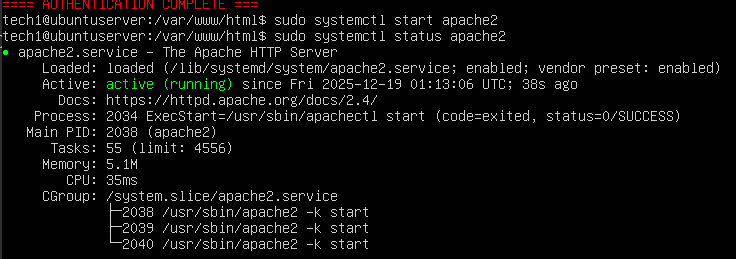 ==== AUTHENTICATION COMPLETE ===
tech1@ubuntuserver:/var/www/html$ sudo systemctl start apache2
tech1@ubuntuserver:/var/www/html$ sudo systemctl status apache2
● apache2.service - The Apache HTTP Server
     Loaded: loaded (/lib/systemd/system/apache2.service; enabled; vendor preset: enabled)
     Active: active (running) since Fri 2025-12-19 01:13:06 UTC; 38s ago
       Docs: https://httpd.apache.org/docs/2.4/
    Process: 2034 ExecStart=/usr/sbin/apachectl start (code=exited, status=0/SUCCESS)
   Main PID: 2038 (apache2)
      Tasks: 55 (limit: 4556)
     Memory: 5.1M
        CPU: 35ms
     CGroup: /system.slice/apache2.service
             ├─2038 /usr/sbin/apache2 -k start
             ├─2039 /usr/sbin/apache2 -k start
             └─2040 /usr/sbin/apache2 -k start